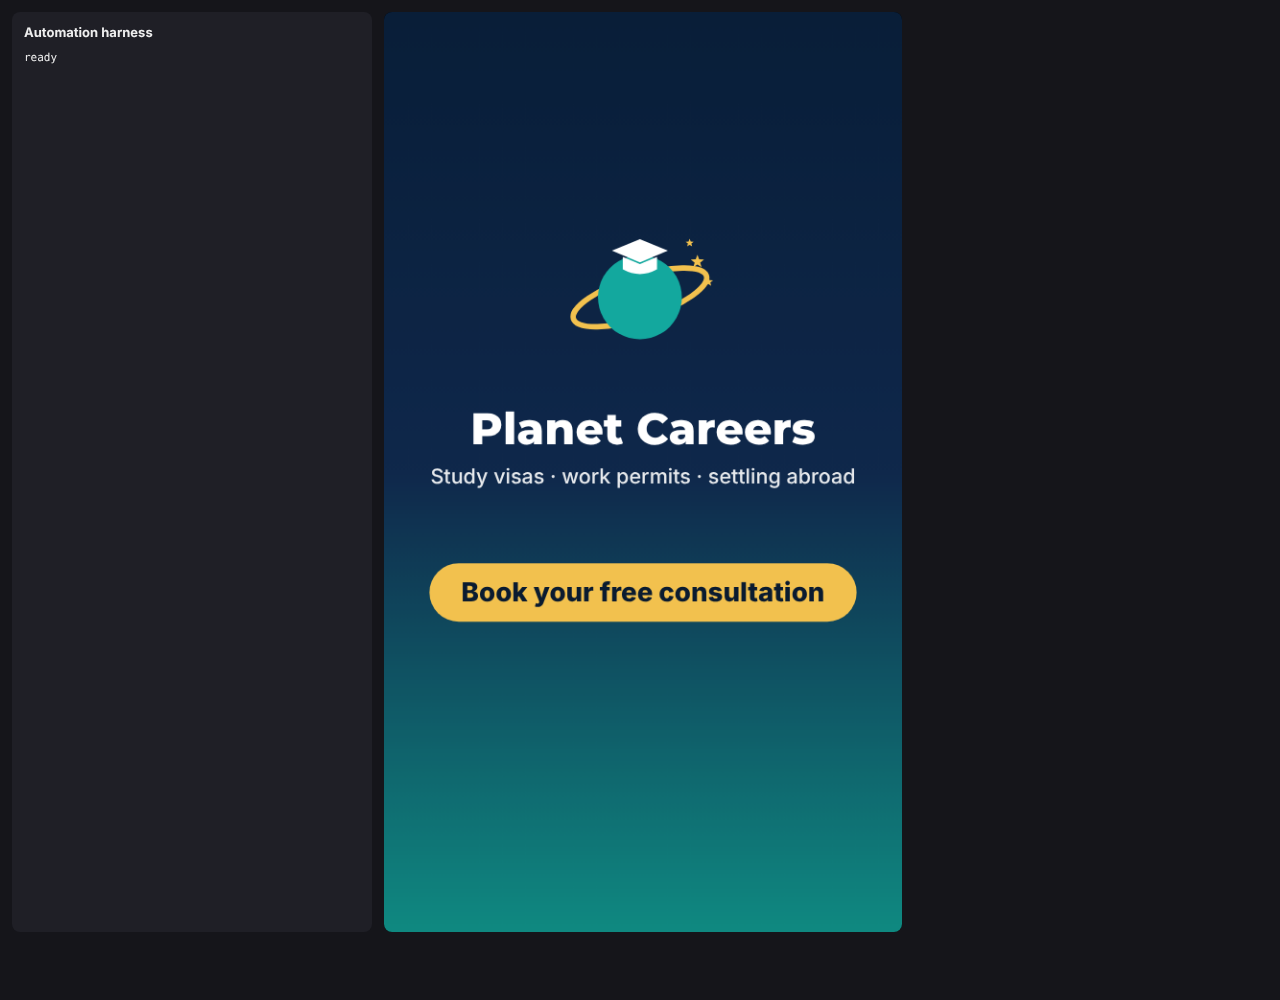 Automation harness
ready
Planet Careers
Study visas · work permits · settling abroad
Book your free consultation